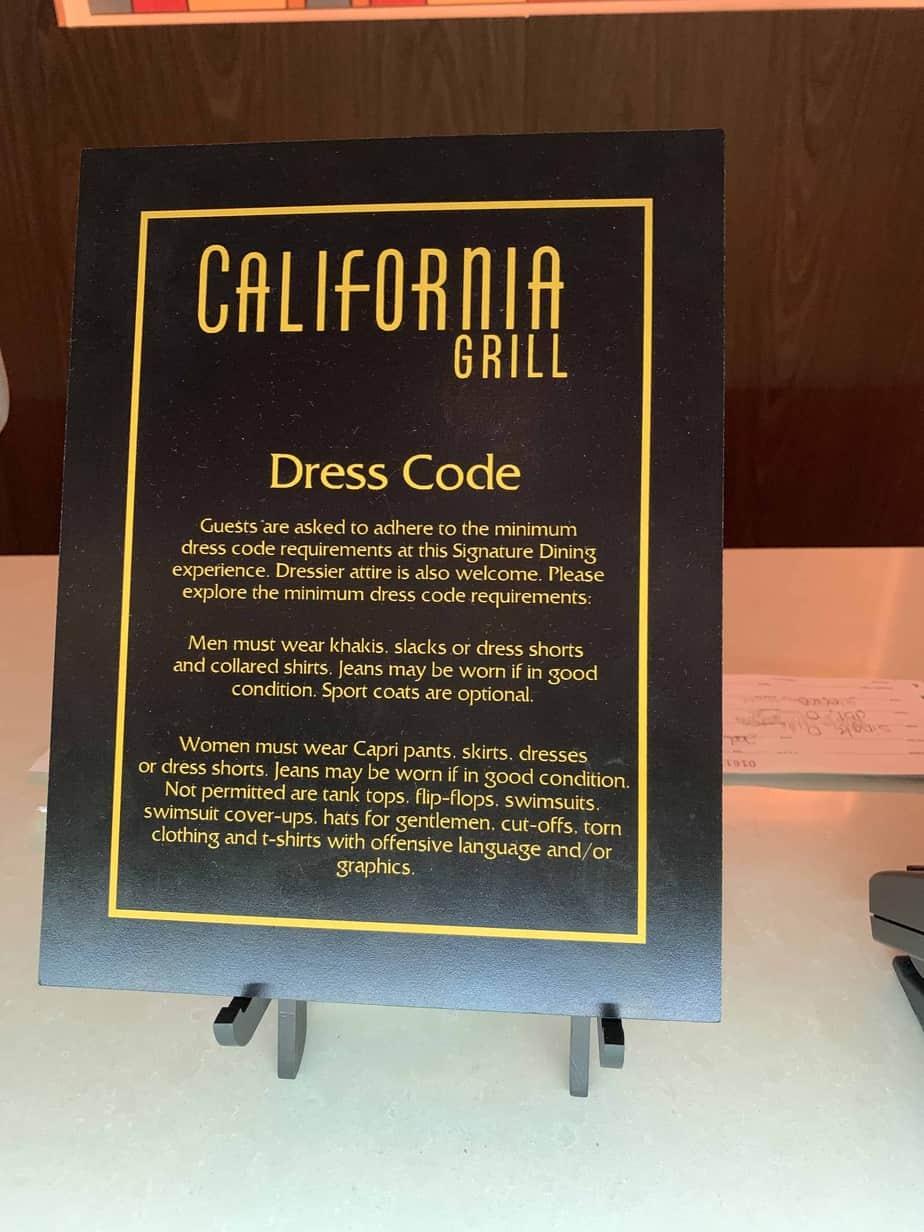 CALIFORNIA
GRILL
Dress Code
Guests are asked to adhere to the minimum
dress code requirements at this Signature Dining
experience. Dressier attire is also welcome. Please
explore the minimum dress code requirements:
Men must wear khakis, slacks or dress shorts
and collared shirts. Jeans may be worn if in good
condition. Sport coats are optional.
Women must wear Capri pants, skirts, dresses
or dress shorts. Jeans may be worn if in good condition.
Not permitted are tank tops, flip-flops, swimsuits,
swimsuit cover-ups, hats for gentlemen, cut-offs, torn
clothing and t-shirts with offensive language and/or
graphics.